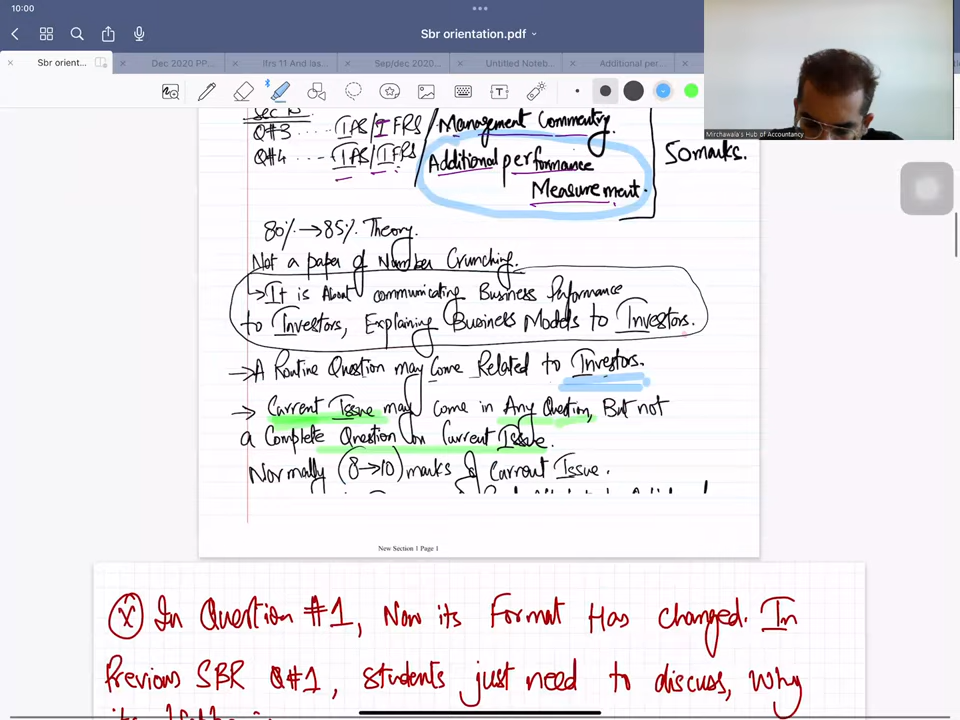 10:00
Sbr orientation.pdf
Sbr orient...
Dec 2020 PP...
Ifrs 11 And Ias...
Sep/dec 2020...
Untitled Noteb...
Additional per...
Mirchawala's Hub of Accountancy
Sec B
Q#3 .... IAS/IFRS / Management Commentry.
Q#4 ... IAS/IFRS Additional performance
Measurement.
50marks.
80% → 85% Theory.
Not a paper of Number Crunching.
→ It is About communicating Business Performance
to Investors, Explaining Business Models to Investors.
→ A Routine Question may Come Related to Investors.
→ Current Issue may come in Any Question, But not
a Complete Question on Current Issue.
Normally (8→10) marks of Current Issue.
New Section 1 Page 1
In Question #1, Now its Format Has changed. In
Previous SBR Q#1, students just need to discuss, why